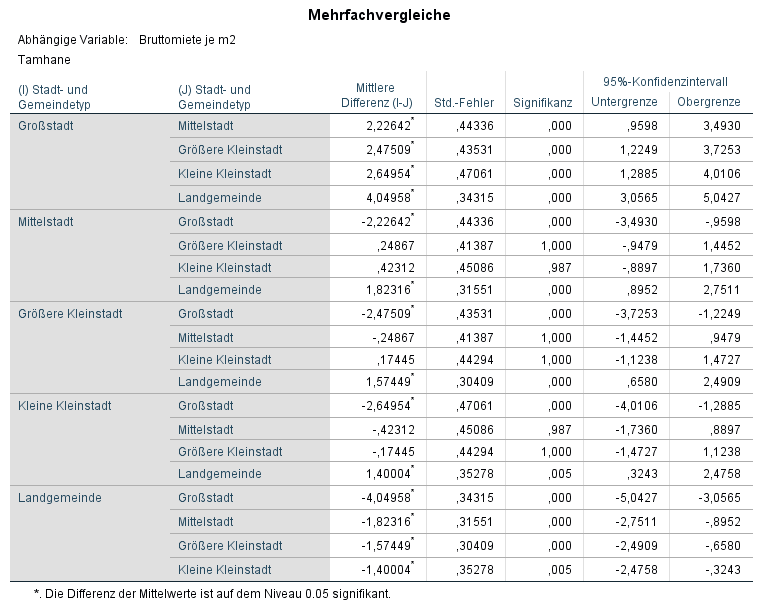 Mehrfachvergleiche
Abhängige Variable: Bruttomiete je m2
Tamhane
(I) Stadt- und Gemeindetyp (J) Stadt- und Gemeindetyp Mittlere Differenz (I-J) Std.-Fehler Signifikanz 95%-Konfidenzintervall Untergrenze Obergrenze
Großstadt Mittelstadt 2,22642* ,44336 ,000 ,9598 3,4930
Größere Kleinstadt 2,47509* ,43531 ,000 1,2249 3,7253
Kleine Kleinstadt 2,64954* ,47061 ,000 1,2885 4,0106
Landgemeinde 4,04958* ,34315 ,000 3,0565 5,0427
Mittelstadt Großstadt -2,22642* ,44336 ,000 -3,4930 -,9598
Größere Kleinstadt ,24867 ,41387 1,000 -,9479 1,4452
Kleine Kleinstadt ,42312 ,45086 ,987 -,8897 1,7360
Landgemeinde 1,82316* ,31551 ,000 ,8952 2,7511
Größere Kleinstadt Großstadt -2,47509* ,43531 ,000 -3,7253 -1,2249
Mittelstadt -,24867 ,41387 1,000 -1,4452 ,9479
Kleine Kleinstadt ,17445 ,44294 1,000 -1,1238 1,4727
Landgemeinde 1,57449* ,30409 ,000 ,6580 2,4909
Kleine Kleinstadt Großstadt -2,64954* ,47061 ,000 -4,0106 -1,2885
Mittelstadt -,42312 ,45086 ,987 -1,7360 ,8897
Größere Kleinstadt -,17445 ,44294 1,000 -1,4727 1,1238
Landgemeinde 1,40004* ,35278 ,005 ,3243 2,4758
Landgemeinde Großstadt -4,04958* ,34315 ,000 -5,0427 -3,0565
Mittelstadt -1,82316* ,31551 ,000 -2,7511 -,8952
Größere Kleinstadt -1,57449* ,30409 ,000 -2,4909 -,6580
Kleine Kleinstadt -1,40004* ,35278 ,005 -2,4758 -,3243
*. Die Differenz der Mittelwerte ist auf dem Niveau 0.05 signifikant.